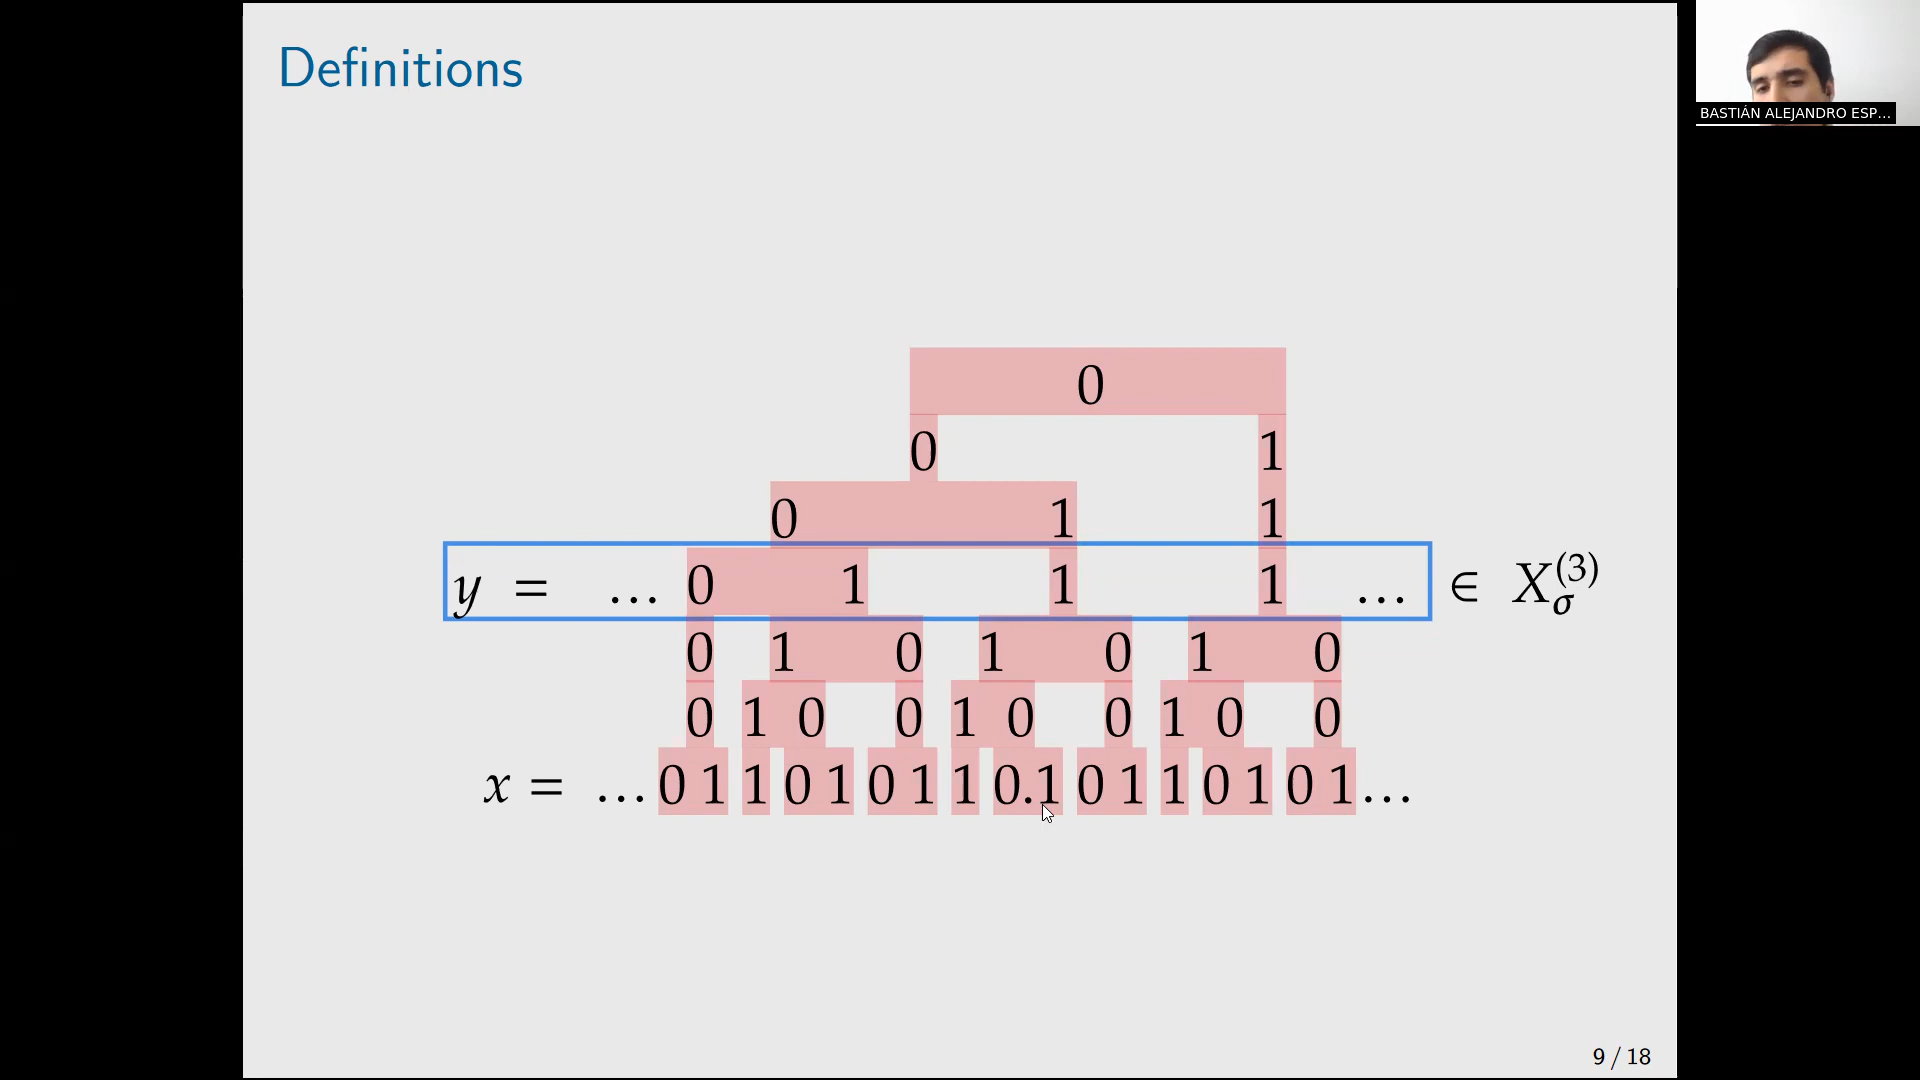 Definitions
BASTIÁN ALEJANDRO ESP...
0
0 1
0 1 1
y = ... 0 1 1 1 ... ∈ X_σ^(3)
0 1 0 1 0 1 0
0 1 0 0 1 0 0 1 0 0
x = ... 0 1 1 0 1 0 1 1 0.1 0 1 1 0 1 0 1 ...
9 / 18